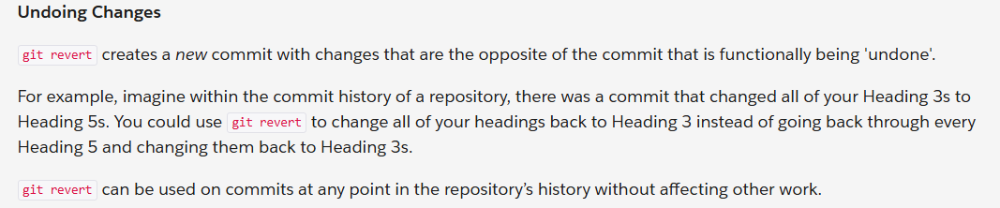 Undoing Changes
git revert creates a new commit with changes that are the opposite of the commit that is functionally being 'undone'.
For example, imagine within the commit history of a repository, there was a commit that changed all of your Heading 3s to
Heading 5s. You could use git revert to change all of your headings back to Heading 3 instead of going back through every
Heading 5 and changing them back to Heading 3s.
git revert can be used on commits at any point in the repository’s history without affecting other work.